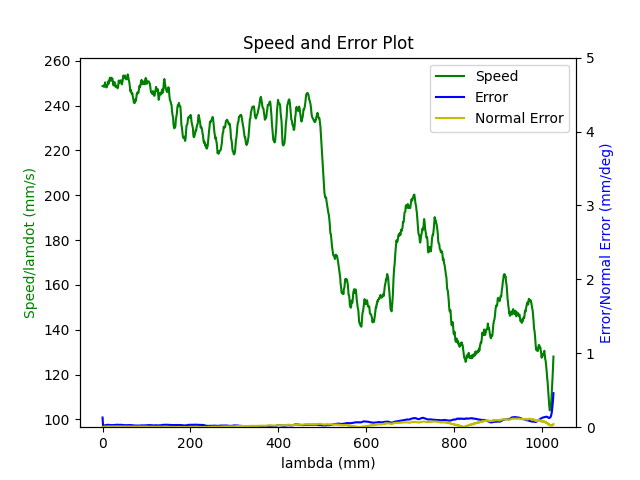 Speed and Error Plot
Speed
Error
Normal Error
260
240
220
200
180
160
140
120
100
Speed/lamdot (mm/s)
5
4
3
2
1
0
Error/Normal Error (mm/deg)
0 200 400 600 800 1000
lambda (mm)